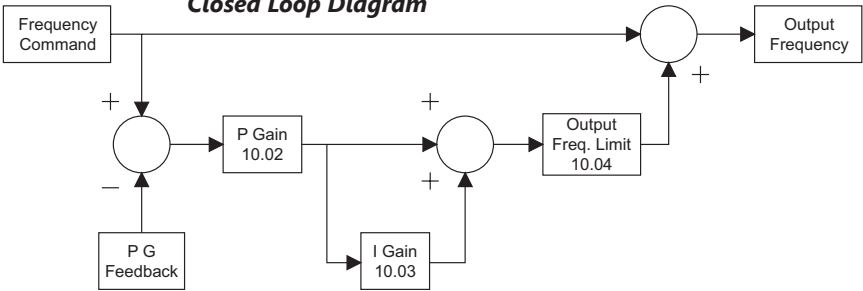 Closed Loop Diagram
Frequency
Command
Output
Frequency
+
+
P Gain
10.02
+
Output
Freq. Limit
10.04
–
+
P G
Feedback
I Gain
10.03